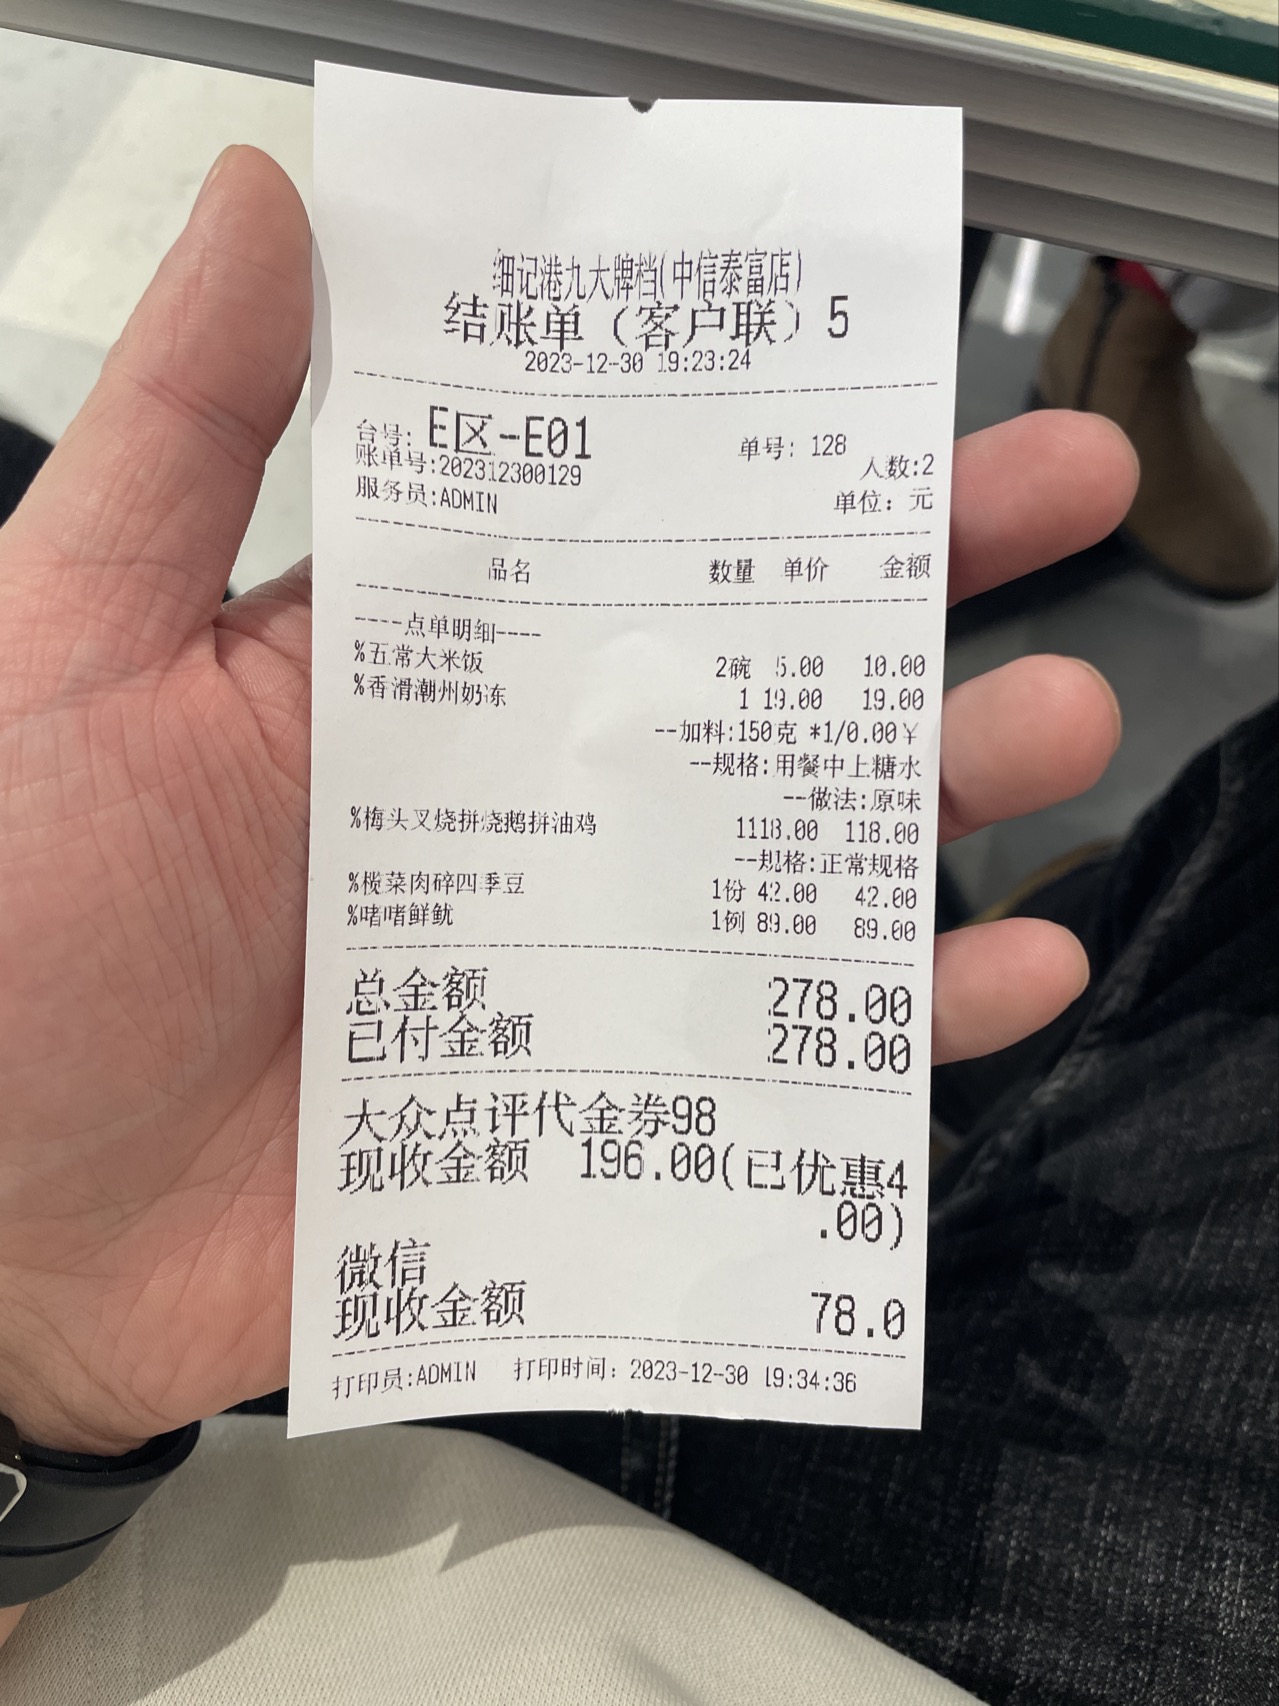 细记港九大牌档(中信泰富店)
结账单（客户联）5
2023-12-30 19:23:24
台号: E区-E01 单号: 128
账单号:202312300129 人数:2
服务员:ADMIN 单位: 元
品名 数量 单价 金额
----点单明细----
%五常大米饭 2碗 5.00 10.00
%香滑潮州奶冻 1 19.00 19.00
--加料:150克 *1/0.00¥
--规格:用餐中上糖水
--做法:原味
%梅头叉烧拼烧鹅拼油鸡 1118.00 118.00
--规格:正常规格
%榄菜肉碎四季豆 1份 42.00 42.00
%啫啫鲜鱿 1例 89.00 89.00
总金额 278.00
已付金额 278.00
大众点评代金券98
现收金额 196.00(已优惠4
.00)
微信
现收金额 78.0
打印员:ADMIN 打印时间: 2023-12-30 19:34:36